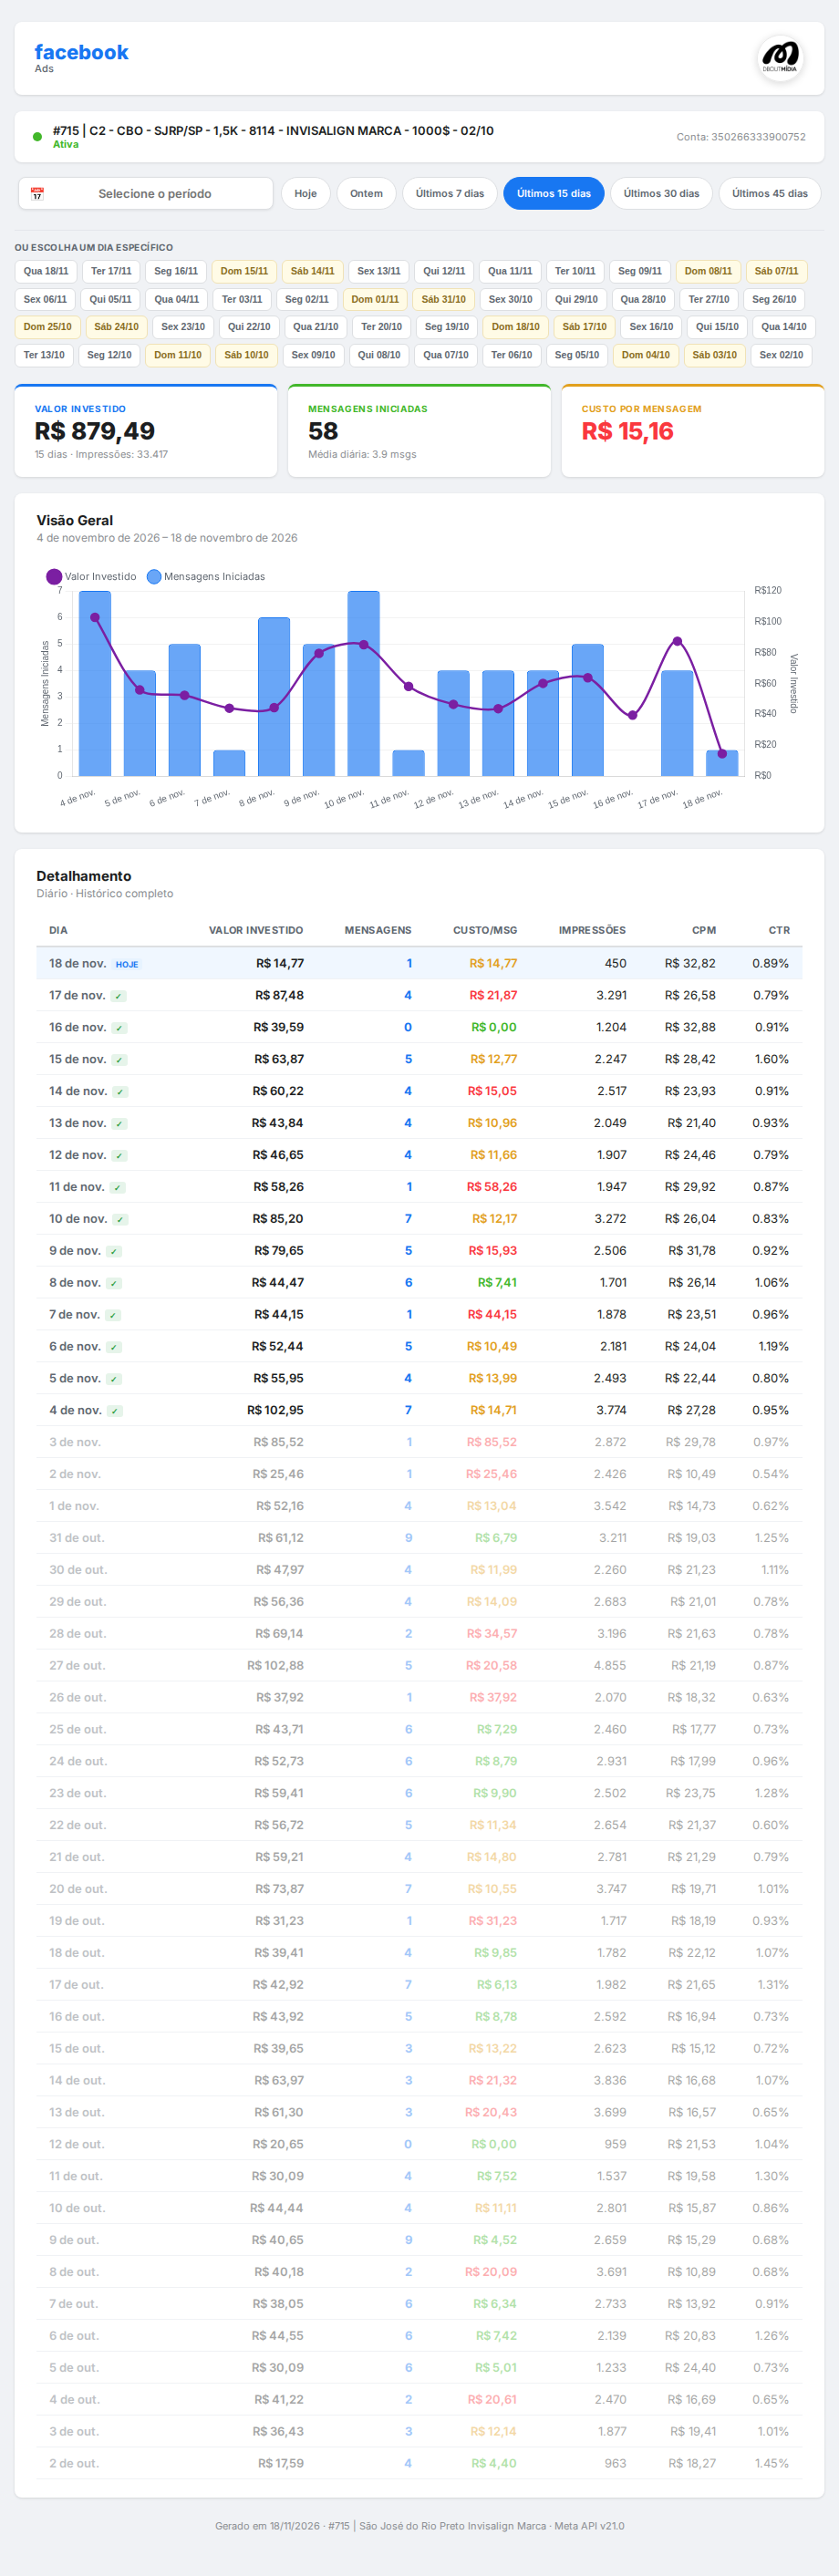 facebook
Ads
DBOUTMÍDIA
#715 | C2 - CBO - SJRP/SP - 1,5K - 8114 - INVISALIGN MARCA - 1000$ - 02/10
Ativa
Conta: 350266333900752
Selecione o período Hoje Ontem Últimos 7 dias Últimos 15 dias Últimos 30 dias Últimos 45 dias
OU ESCOLHA UM DIA ESPECÍFICO
Qua 18/11 Ter 17/11 Seg 16/11 Dom 15/11 Sáb 14/11 Sex 13/11 Qui 12/11 Qua 11/11 Ter 10/11 Seg 09/11 Dom 08/11 Sáb 07/11
Sex 06/11 Qui 05/11 Qua 04/11 Ter 03/11 Seg 02/11 Dom 01/11 Sáb 31/10 Sex 30/10 Qui 29/10 Qua 28/10 Ter 27/10 Seg 26/10
Dom 25/10 Sáb 24/10 Sex 23/10 Qui 22/10 Qua 21/10 Ter 20/10 Seg 19/10 Dom 18/10 Sáb 17/10 Sex 16/10 Qui 15/10 Qua 14/10
Ter 13/10 Seg 12/10 Dom 11/10 Sáb 10/10 Sex 09/10 Qui 08/10 Qua 07/10 Ter 06/10 Seg 05/10 Dom 04/10 Sáb 03/10 Sex 02/10
VALOR INVESTIDO
R$ 879,49
15 dias · Impressões: 33.417
MENSAGENS INICIADAS
58
Média diária: 3.9 msgs
CUSTO POR MENSAGEM
R$ 15,16
Visão Geral
4 de novembro de 2026 – 18 de novembro de 2026
Valor Investido Mensagens Iniciadas
Mensagens Iniciadas
7
6
5
4
3
2
1
0
R$120
R$100
R$80
R$60
R$40
R$20
R$0
Valor Investido
4 de nov. 5 de nov. 6 de nov. 7 de nov. 8 de nov. 9 de nov. 10 de nov. 11 de nov. 12 de nov. 13 de nov. 14 de nov. 15 de nov. 16 de nov. 17 de nov. 18 de nov.
Detalhamento
Diário · Histórico completo
DIA VALOR INVESTIDO MENSAGENS CUSTO/MSG IMPRESSÕES CPM CTR
18 de nov. HOJE R$ 14,77 1 R$ 14,77 450 R$ 32,82 0.89%
17 de nov. ✓ R$ 87,48 4 R$ 21,87 3.291 R$ 26,58 0.79%
16 de nov. ✓ R$ 39,59 0 R$ 0,00 1.204 R$ 32,88 0.91%
15 de nov. ✓ R$ 63,87 5 R$ 12,77 2.247 R$ 28,42 1.60%
14 de nov. ✓ R$ 60,22 4 R$ 15,05 2.517 R$ 23,93 0.91%
13 de nov. ✓ R$ 43,84 4 R$ 10,96 2.049 R$ 21,40 0.93%
12 de nov. ✓ R$ 46,65 4 R$ 11,66 1.907 R$ 24,46 0.79%
11 de nov. ✓ R$ 58,26 1 R$ 58,26 1.947 R$ 29,92 0.87%
10 de nov. ✓ R$ 85,20 7 R$ 12,17 3.272 R$ 26,04 0.83%
9 de nov. ✓ R$ 79,65 5 R$ 15,93 2.506 R$ 31,78 0.92%
8 de nov. ✓ R$ 44,47 6 R$ 7,41 1.701 R$ 26,14 1.06%
7 de nov. ✓ R$ 44,15 1 R$ 44,15 1.878 R$ 23,51 0.96%
6 de nov. ✓ R$ 52,44 5 R$ 10,49 2.181 R$ 24,04 1.19%
5 de nov. ✓ R$ 55,95 4 R$ 13,99 2.493 R$ 22,44 0.80%
4 de nov. ✓ R$ 102,95 7 R$ 14,71 3.774 R$ 27,28 0.95%
3 de nov. R$ 85,52 1 R$ 85,52 2.872 R$ 29,78 0.97%
2 de nov. R$ 25,46 1 R$ 25,46 2.426 R$ 10,49 0.54%
1 de nov. R$ 52,16 4 R$ 13,04 3.542 R$ 14,73 0.62%
31 de out. R$ 61,12 9 R$ 6,79 3.211 R$ 19,03 1.25%
30 de out. R$ 47,97 4 R$ 11,99 2.260 R$ 21,23 1.11%
29 de out. R$ 56,36 4 R$ 14,09 2.683 R$ 21,01 0.78%
28 de out. R$ 69,14 2 R$ 34,57 3.196 R$ 21,63 0.78%
27 de out. R$ 102,88 5 R$ 20,58 4.855 R$ 21,19 0.87%
26 de out. R$ 37,92 1 R$ 37,92 2.070 R$ 18,32 0.63%
25 de out. R$ 43,71 6 R$ 7,29 2.460 R$ 17,77 0.73%
24 de out. R$ 52,73 6 R$ 8,79 2.931 R$ 17,99 0.96%
23 de out. R$ 59,41 6 R$ 9,90 2.502 R$ 23,75 1.28%
22 de out. R$ 56,72 5 R$ 11,34 2.654 R$ 21,37 0.60%
21 de out. R$ 59,21 4 R$ 14,80 2.781 R$ 21,29 0.79%
20 de out. R$ 73,87 7 R$ 10,55 3.747 R$ 19,71 1.01%
19 de out. R$ 31,23 1 R$ 31,23 1.717 R$ 18,19 0.93%
18 de out. R$ 39,41 4 R$ 9,85 1.782 R$ 22,12 1.07%
17 de out. R$ 42,92 7 R$ 6,13 1.982 R$ 21,65 1.31%
16 de out. R$ 43,92 5 R$ 8,78 2.592 R$ 16,94 0.73%
15 de out. R$ 39,65 3 R$ 13,22 2.623 R$ 15,12 0.72%
14 de out. R$ 63,97 3 R$ 21,32 3.836 R$ 16,68 1.07%
13 de out. R$ 61,30 3 R$ 20,43 3.699 R$ 16,57 0.65%
12 de out. R$ 20,65 0 R$ 0,00 959 R$ 21,53 1.04%
11 de out. R$ 30,09 4 R$ 7,52 1.537 R$ 19,58 1.30%
10 de out. R$ 44,44 4 R$ 11,11 2.801 R$ 15,87 0.86%
9 de out. R$ 40,65 9 R$ 4,52 2.659 R$ 15,29 0.68%
8 de out. R$ 40,18 2 R$ 20,09 3.691 R$ 10,89 0.68%
7 de out. R$ 38,05 6 R$ 6,34 2.733 R$ 13,92 0.91%
6 de out. R$ 44,55 6 R$ 7,42 2.139 R$ 20,83 1.26%
5 de out. R$ 30,09 6 R$ 5,01 1.233 R$ 24,40 0.73%
4 de out. R$ 41,22 2 R$ 20,61 2.470 R$ 16,69 0.65%
3 de out. R$ 36,43 3 R$ 12,14 1.877 R$ 19,41 1.01%
2 de out. R$ 17,59 4 R$ 4,40 963 R$ 18,27 1.45%
Gerado em 18/11/2026 · #715 | São José do Rio Preto Invisalign Marca · Meta API v21.0